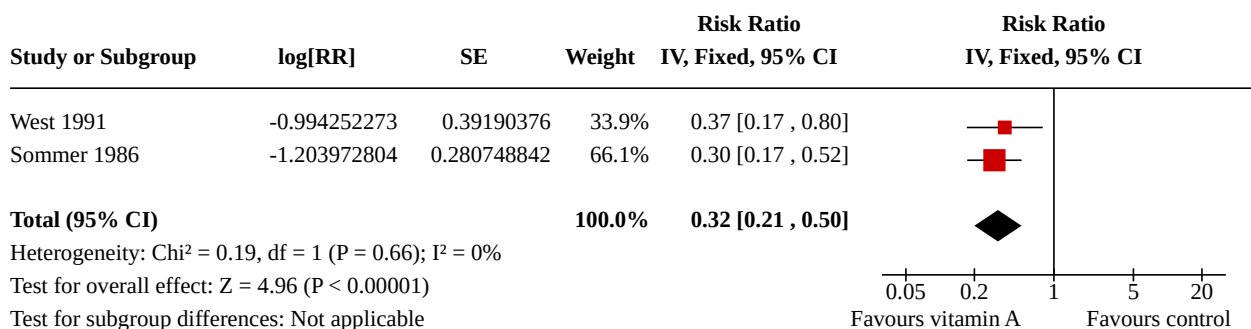 Risk Ratio Risk Ratio
Study or Subgroup log[RR] SE Weight IV, Fixed, 95% CI IV, Fixed, 95% CI
West 1991 -0.994252273 0.39190376 33.9% 0.37 [0.17 , 0.80]
Sommer 1986 -1.203972804 0.280748842 66.1% 0.30 [0.17 , 0.52]
Total (95% CI) 100.0% 0.32 [0.21 , 0.50]
Heterogeneity: Chi² = 0.19, df = 1 (P = 0.66); I² = 0%
Test for overall effect: Z = 4.96 (P < 0.00001)
0.05 0.2 1 5 20
Test for subgroup differences: Not applicable Favours vitamin A Favours control